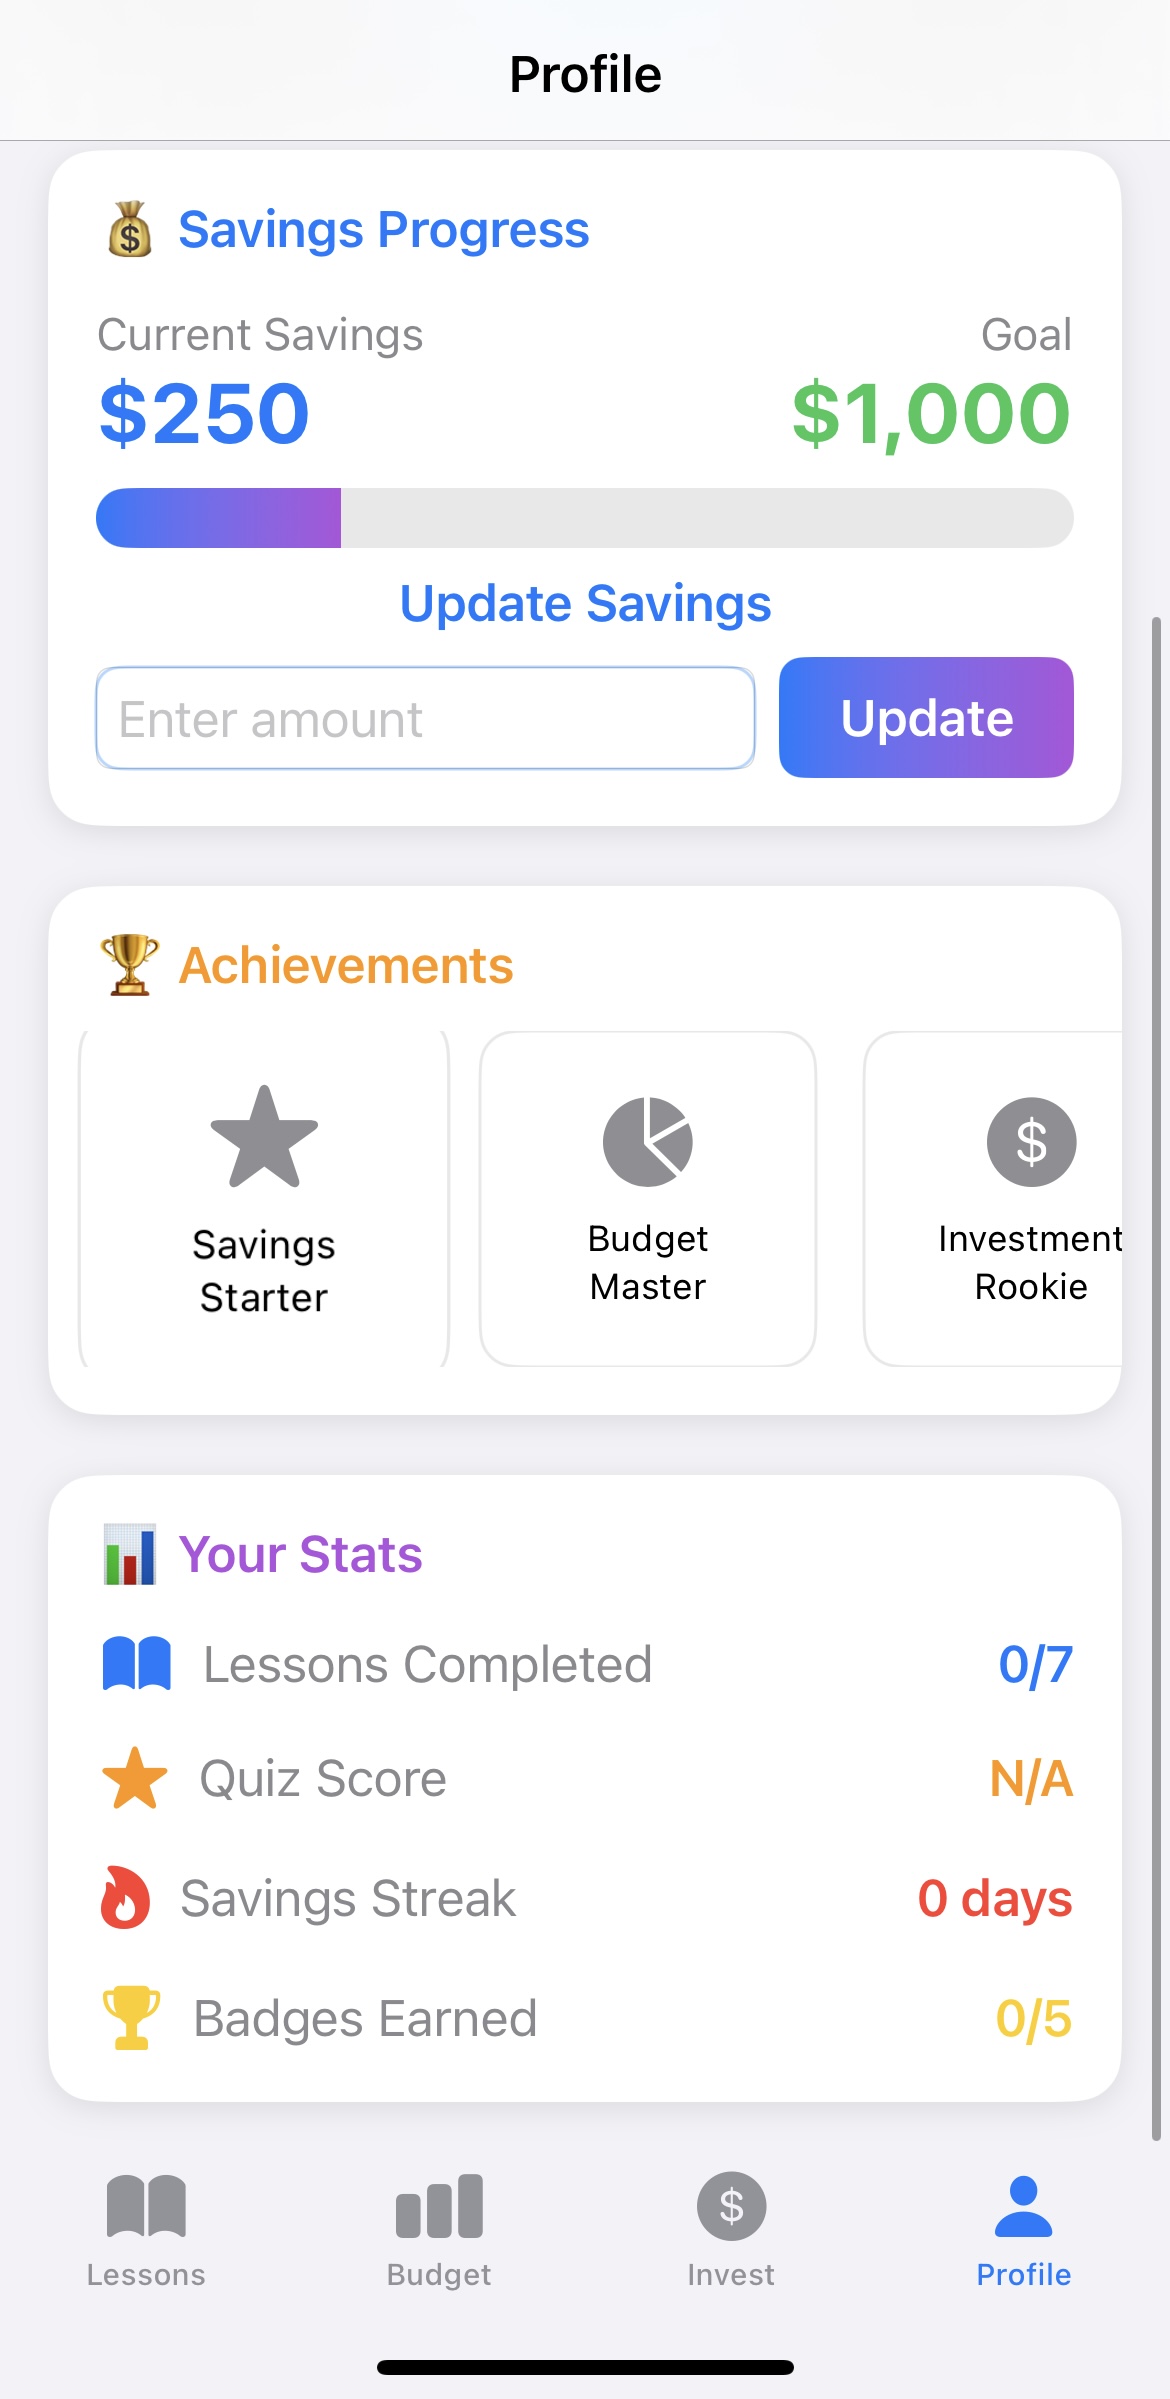 Profile
Savings Progress
Current Savings
Goal
$250
$1,000
Update Savings
Enter amount
Update
Achievements
Savings
Starter
Budget
Master
Investment
Rookie
Your Stats
Lessons Completed
0/7
Quiz Score
N/A
Savings Streak
0 days
Badges Earned
0/5
Lessons
Budget
Invest
Profile